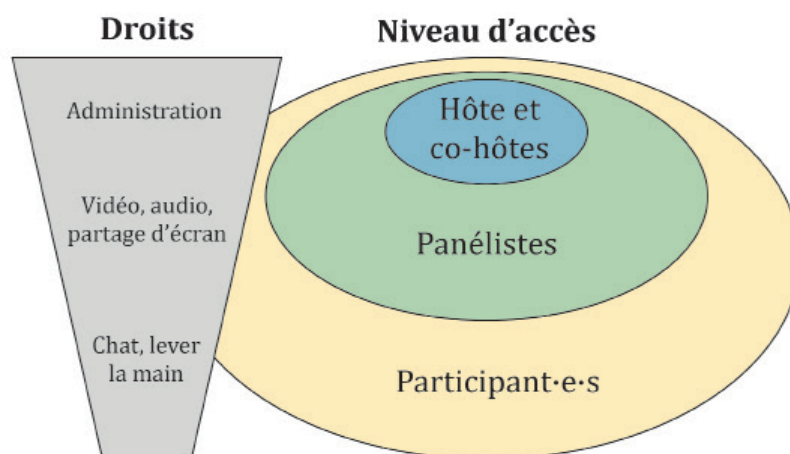 Droits
Niveau d'accès
Administration
Vidéo, audio,
partage d'écran
Chat, lever
la main
Hôte et
co-hôtes
Panélistes
Participant·e·s